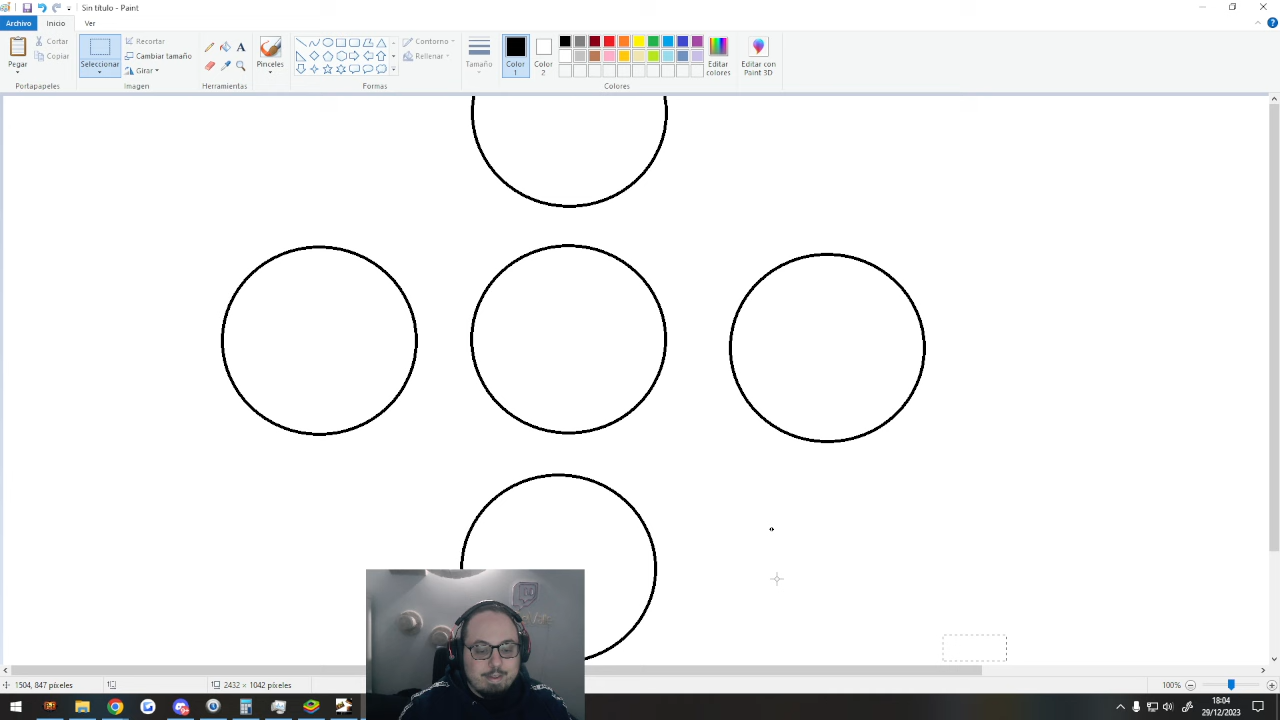 Sin título - Paint
Archivo Inicio Ver
Pegar
Cortar
Copiar
Portapapeles
Seleccionar
Recortar
Cambiar tamaño
Girar
Imagen
A
Herramientas
Pinceles
Contorno
Rellenar
Formas
Tamaño
Color
1
Color
2
Editar
colores
Editar con
Paint 3D
Colores
1504, 847 píxeles
2432 × 1042 píxeles
100%
18:04
29/12/2023